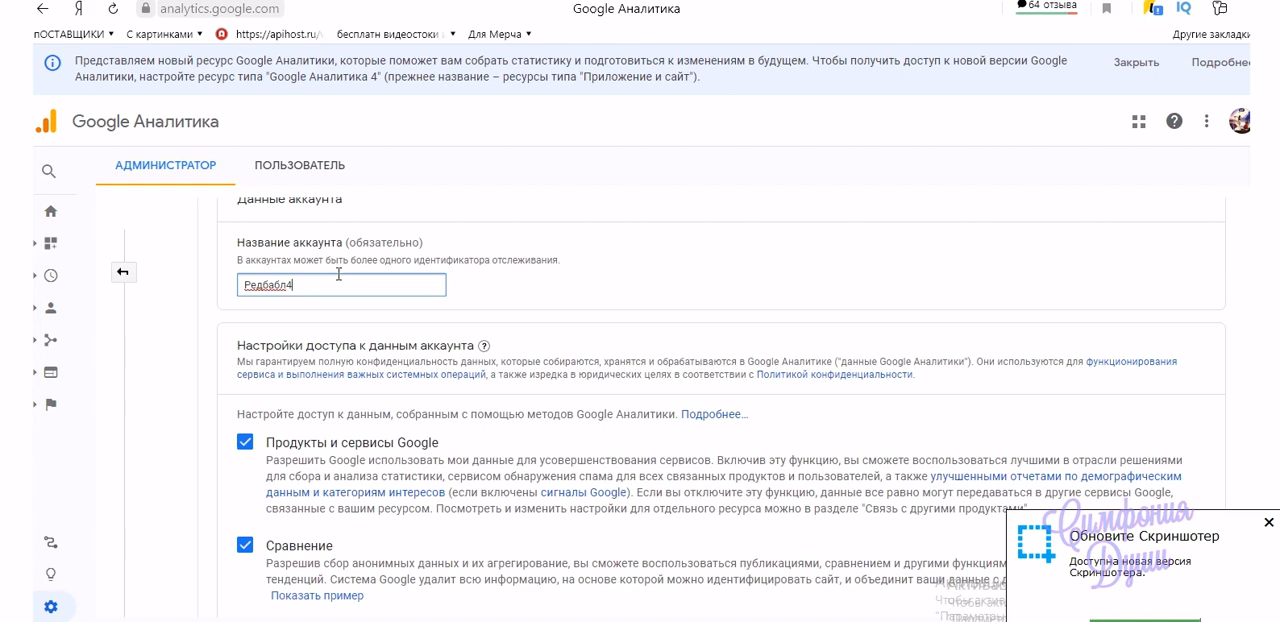 analytics.google.com
Google Аналитика
64 отзыва
пОСТАВЩИКИ
С картинками
https://apihost.ru/
бесплатн видеостоки
Для Мерча
Другие закладки
Представляем новый ресурс Google Аналитики, которые поможет вам собрать статистику и подготовиться к изменениям в будущем. Чтобы получить доступ к новой версии Google
Аналитики, настройте ресурс типа "Google Аналитика 4" (прежнее название – ресурсы типа "Приложение и сайт").
Закрыть
Подробнее
Google Аналитика
АДМИНИСТРАТОР
ПОЛЬЗОВАТЕЛЬ
Данные аккаунта
Название аккаунта (обязательно)
В аккаунтах может быть более одного идентификатора отслеживания.
Редбабл4
Настройки доступа к данным аккаунта
Мы гарантируем полную конфиденциальность данных, которые собираются, хранятся и обрабатываются в Google Аналитике ("данные Google Аналитики"). Они используются для функционирования
сервиса и выполнения важных системных операций, а также изредка в юридических целях в соответствии с Политикой конфиденциальности.
Настройте доступ к данным, собранным с помощью методов Google Аналитики. Подробнее…
Продукты и сервисы Google
Разрешить Google использовать мои данные для усовершенствования сервисов. Включив эту функцию, вы сможете воспользоваться лучшими в отрасли решениями
для сбора и анализа статистики, сервисом обнаружения спама для всех связанных продуктов и пользователей, а также улучшенными отчетами по демографическим
данным и категориям интересов (если включены сигналы Google). Если вы отключите эту функцию, данные все равно могут передаваться в другие сервисы Google,
связанные с вашим ресурсом. Посмотреть и изменить настройки для отдельного ресурса можно в разделе "Связь с другими продуктами".
Сравнение
Разрешив сбор анонимных данных и их агрегирование, вы сможете воспользоваться публикациями, сравнением и другими функциям
тенденций. Система Google удалит всю информацию, на основе которой можно идентифицировать сайт, и объединит ваши данные с д
Показать пример
Симфония
Души
Обновите Скриншотер
Доступна новая версия
Скриншотера.